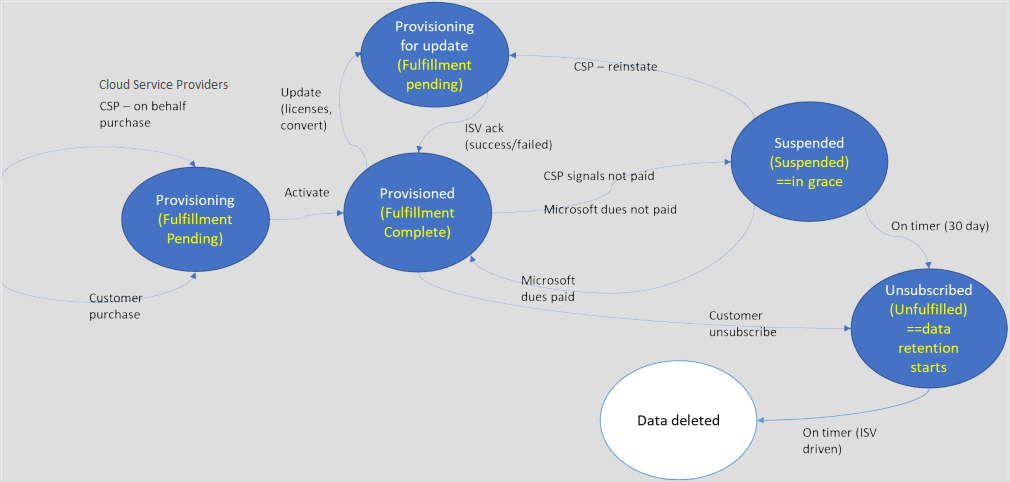 Provisioning
for update
(Fulfillment
pending)
CSP – reinstate
Cloud Service Providers
CSP – on behalf
purchase
Update
(licenses,
convert)
ISV ack
(success/failed)
Suspended
(Suspended)
==in grace
CSP signals not paid
Microsoft dues not paid
Provisioning
(Fulfillment
Pending)
Activate
Provisioned
(Fulfillment
Complete)
On timer (30 day)
Customer
purchase
Microsoft
dues paid
Customer
unsubscribe
Unsubscribed
(Unfulfilled)
==data
retention
starts
Data deleted
On timer (ISV
driven)